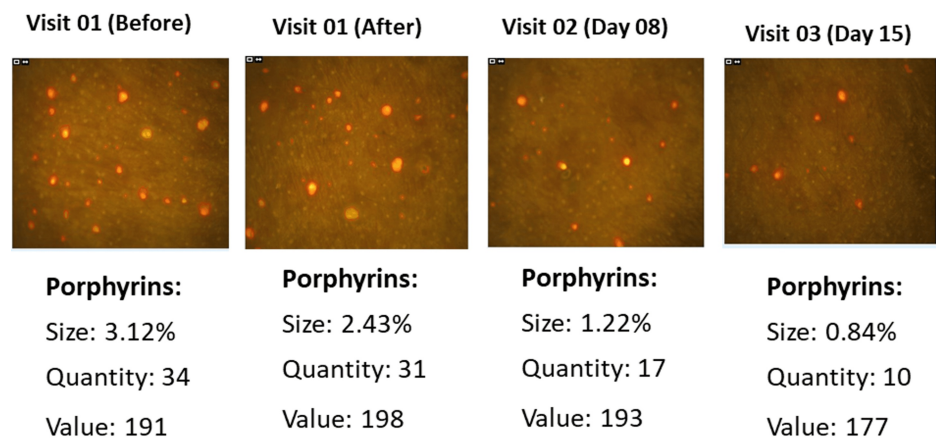 Visit 01 (Before)
Visit 01 (After)
Visit 02 (Day 08)
Visit 03 (Day 15)
Porphyrins:
Size: 3.12%
Quantity: 34
Value: 191
Porphyrins:
Size: 2.43%
Quantity: 31
Value: 198
Porphyrins:
Size: 1.22%
Quantity: 17
Value: 193
Porphyrins:
Size: 0.84%
Quantity: 10
Value: 177